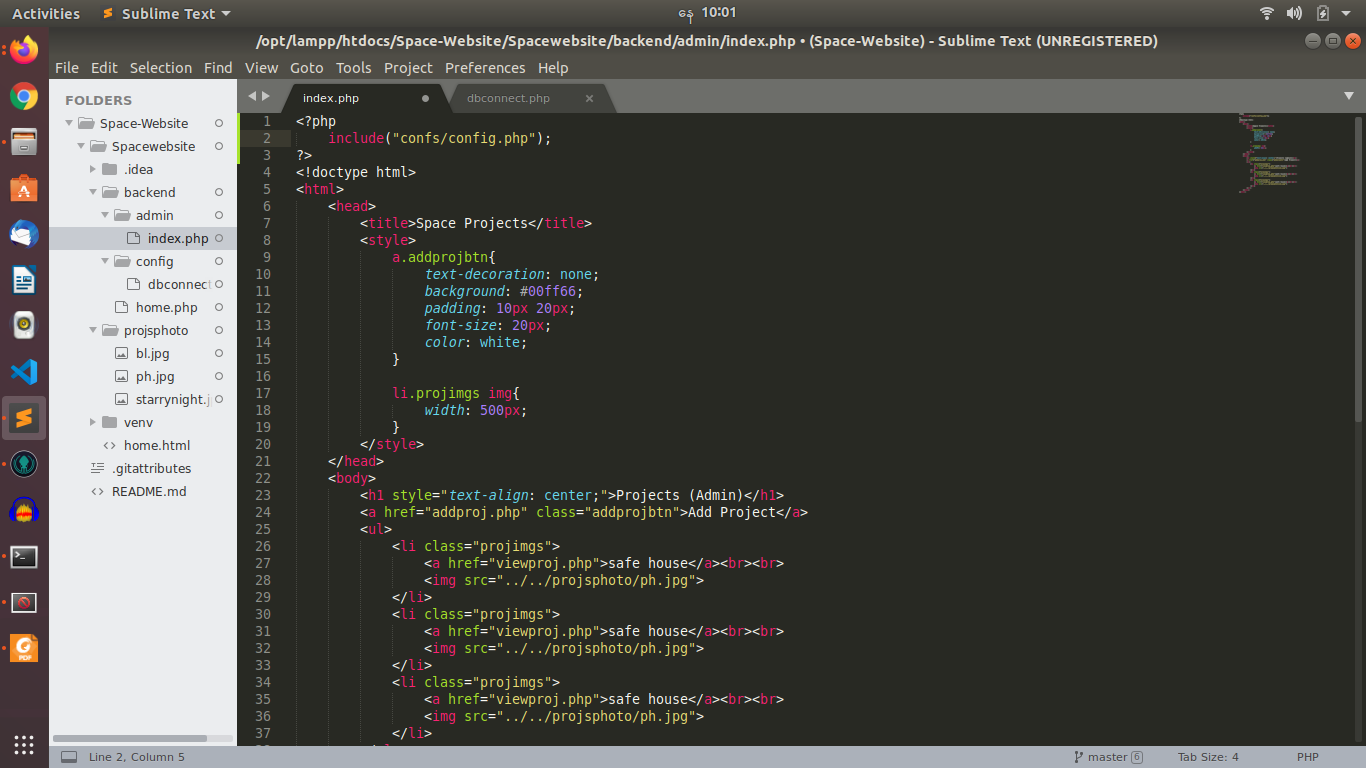 Activities Sublime Text နေ 10:01
/opt/lampp/htdocs/Space-Website/Spacewebsite/backend/admin/index.php • (Space-Website) - Sublime Text (UNREGISTERED)
File Edit Selection Find View Goto Tools Project Preferences Help
FOLDERS
Space-Website
Spacewebsite
.idea
backend
admin
index.php
config
dbconnect
home.php
projsphoto
bl.jpg
ph.jpg
starrynight.j
venv
home.html
.gitattributes
README.md
index.php dbconnect.php
1 <?php
2     include("confs/config.php");
3 ?>
4 <!doctype html>
5 <html>
6     <head>
7         <title>Space Projects</title>
8         <style>
9             a.addprojbtn{
10                 text-decoration: none;
11                 background: #00ff66;
12                 padding: 10px 20px;
13                 font-size: 20px;
14                 color: white;
15             }
16
17             li.projimgs img{
18                 width: 500px;
19             }
20         </style>
21     </head>
22     <body>
23         <h1 style="text-align: center;">Projects (Admin)</h1>
24         <a href="addproj.php" class="addprojbtn">Add Project</a>
25         <ul>
26             <li class="projimgs">
27                 <a href="viewproj.php">safe house</a><br><br>
28                 <img src="../../projsphoto/ph.jpg">
29             </li>
30             <li class="projimgs">
31                 <a href="viewproj.php">safe house</a><br><br>
32                 <img src="../../projsphoto/ph.jpg">
33             </li>
34             <li class="projimgs">
35                 <a href="viewproj.php">safe house</a><br><br>
36                 <img src="../../projsphoto/ph.jpg">
37             </li>
Line 2, Column 5 master 6 Tab Size: 4 PHP